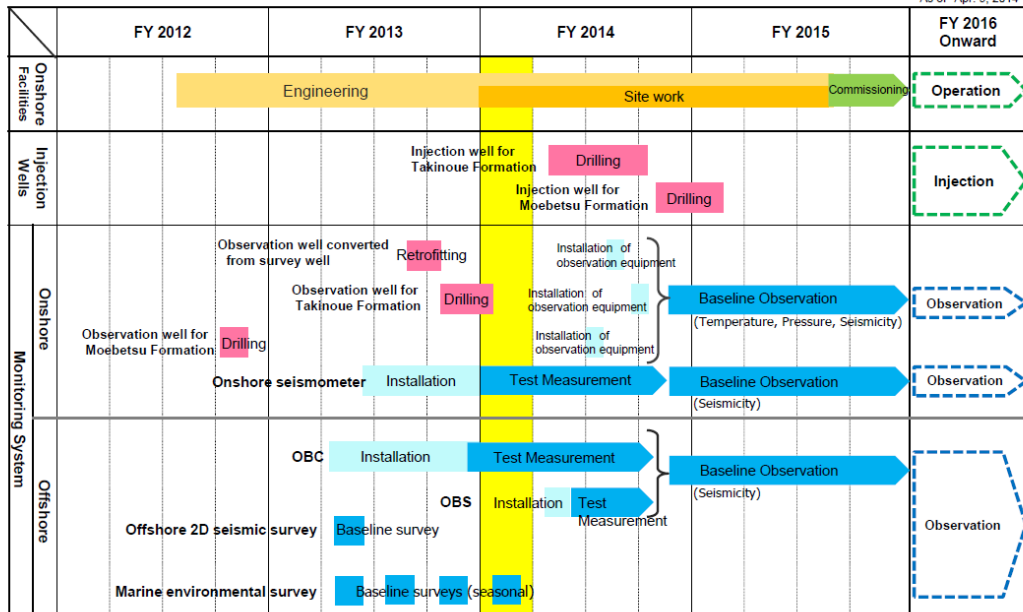 As of Apr. 9, 2014
FY 2012
FY 2013
FY 2014
FY 2015
FY 2016
Onward
Onshore
Facilities
Engineering
Site work
Commissioning
Operation
Injection
Wells
Injection well for
Takinoue Formation
Drilling
Injection well for
Moebetsu Formation
Drilling
Injection
Monitoring System
Onshore
Observation well converted
from survey well
Retrofitting
Installation of
observation equipment
Observation well for
Takinoue Formation
Drilling
Installation of
observation equipment
Baseline Observation
(Temperature, Pressure, Seismicity)
Observation
Observation well for
Moebetsu Formation
Drilling
Installation of
observation equipment
Onshore seismometer
Installation
Test Measurement
Baseline Observation
(Seismicity)
Observation
Offshore
OBC
Installation
Test Measurement
Baseline Observation
(Seismicity)
OBS
Installation
Test
Measurement
Observation
Offshore 2D seismic survey
Baseline survey
Marine environmental survey
Baseline surveys (seasonal)